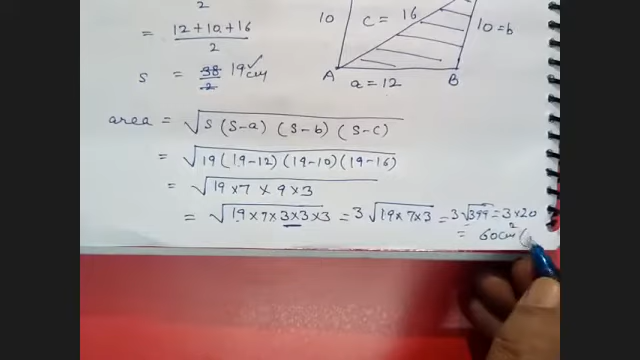 2
= 12 + 10 + 16
2
s = 38 19 cm
2
10 c = 16 10 = b
A a = 12 B
area = √s (s-a) (s-b) (s-c)
= √19 (19-12) (19-10) (19-16)
= √19 × 7 × 9 × 3
= √19 × 7 × 3 × 3 × 3 = 3 √19 × 7 × 3 = 3 √399 = 3 × 20
= 60 cm² (